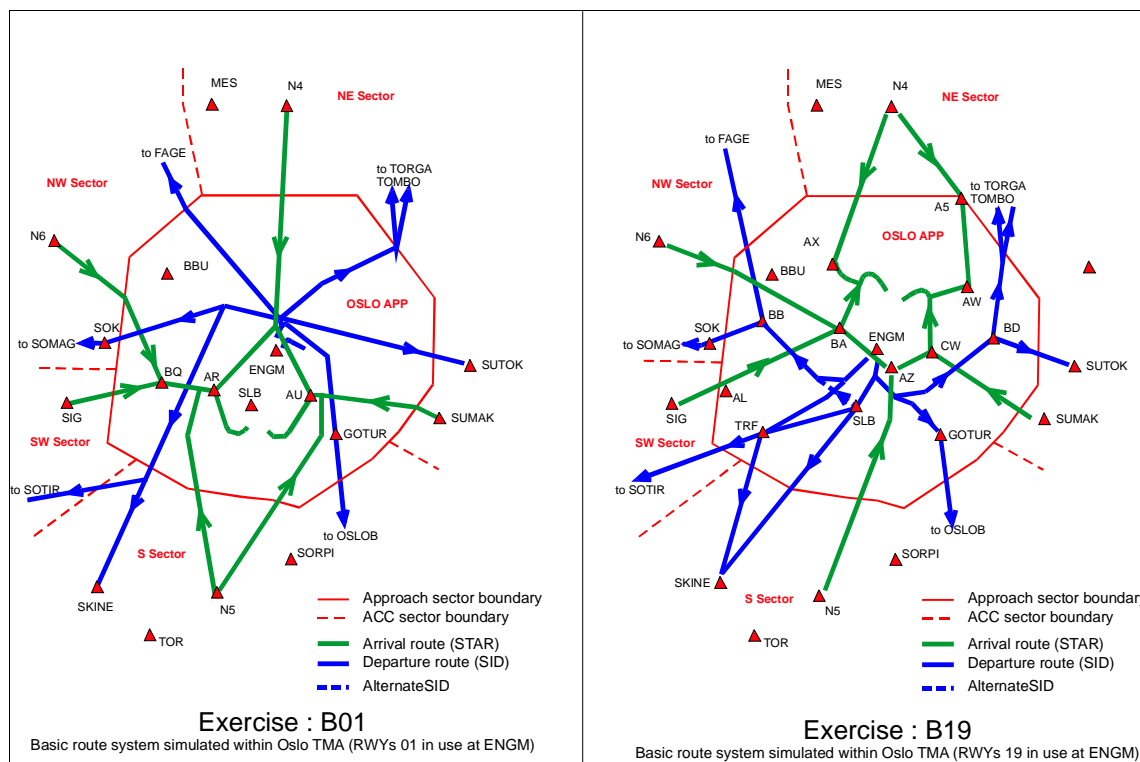 MES
N4
NE Sector
to FAGE
to TORGA
TOMBO
NW Sector
N6
BBU
OSLO APP
SOK
to SOMAG
ENGM
SUTOK
BQ
AR
SLB
AU
SIG
SUMAK
SW Sector
GOTUR
to SOTIR
to OSLOB
S Sector
SORPI
SKINE
N5
TOR
Approach sector boundary
ACC sector boundary
Arrival route (STAR)
Departure route (SID)
AlternateSID
Exercise : B01
Basic route system simulated within Oslo TMA (RWYs 01 in use at ENGM)
MES
N4
NE Sector
to FAGE
to TORGA
TOMBO
NW Sector
A5
N6
OSLO APP
AX
BBU
AW
SOK
BB
to SOMAG
BA
ENGM
BD
CW
AZ
SUTOK
AL
SIG
SLB
SUMAK
TRF
GOTUR
SW Sector
to SOTIR
to OSLOB
SORPI
SKINE
S Sector
N5
TOR
Approach sector boundary
ACC sector boundary
Arrival route (STAR)
Departure route (SID)
AlternateSID
Exercise : B19
Basic route system simulated within Oslo TMA (RWYs 19 in use at ENGM)